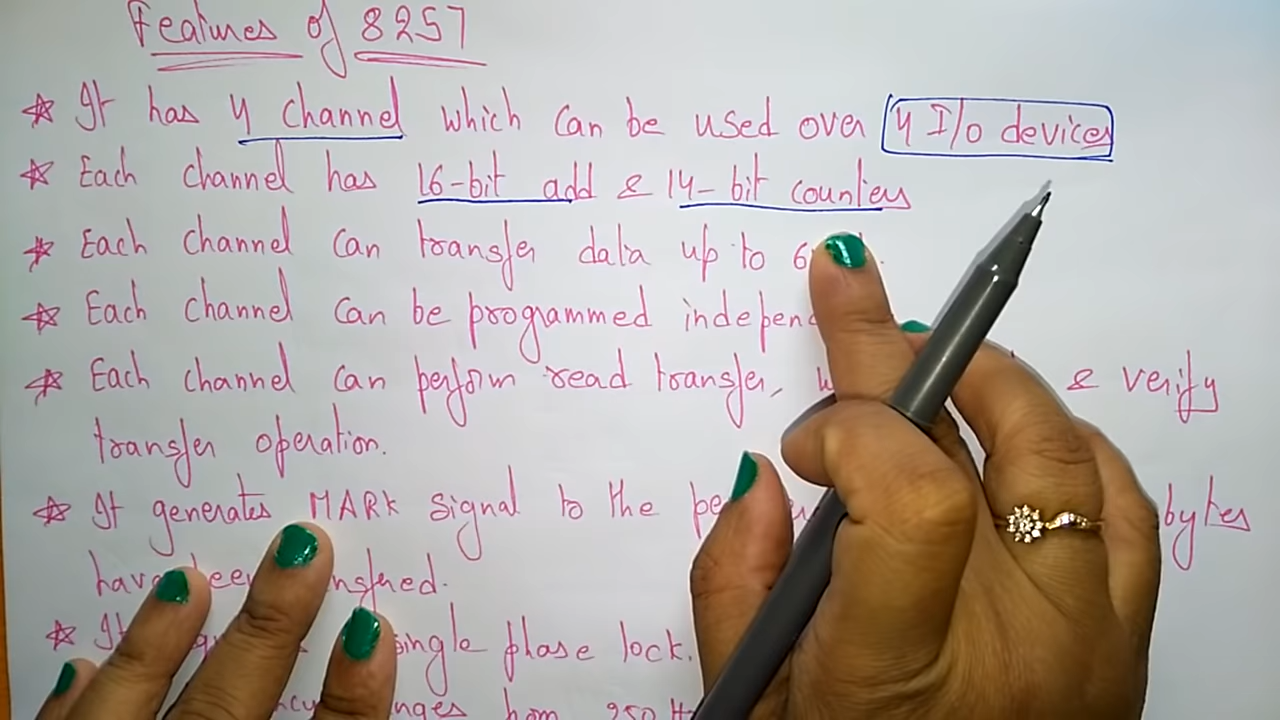 Features of 8257
☆ It has 4 channel which can be used over 4 I/o devices
☆ Each channel has 16-bit add & 14-bit counters
☆ Each channel can transfer data up to
☆ Each channel can be programmed
☆ Each channel can perform read transfer, & verify
transfer operation.
☆ It generates MARK signal to the bytes
☆ single phase lock.
250 Hz